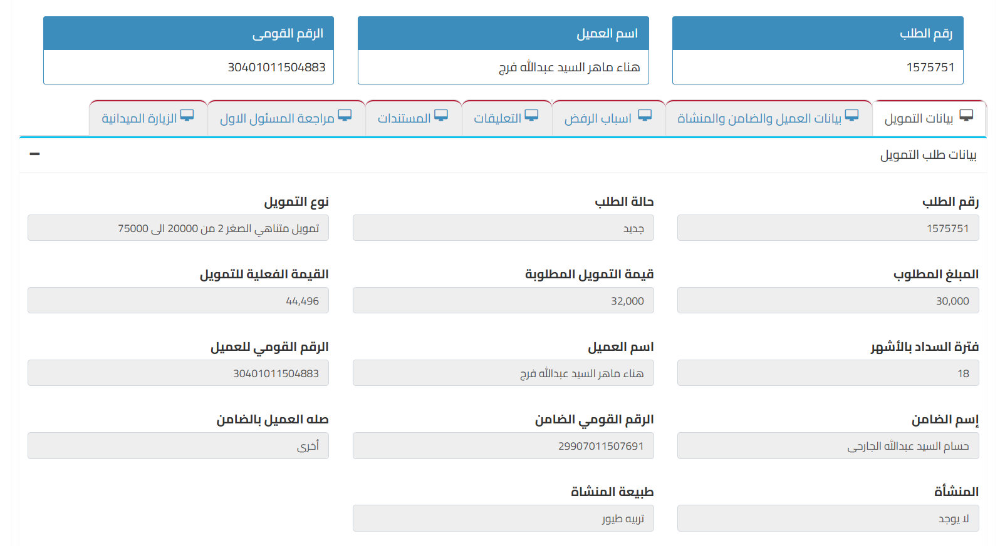 رقم الطلب
1575751
اسم العميل
هناء ماهر السيد عبدالله فرج
الرقم القومى
30401011504883
بيانات التمويل
بيانات العميل والضامن والمنشاة
اسباب الرفض
التعليقات
المستندات
مراجعة المسئول الاول
الزيارة الميدانية
بيانات طلب التمويل
رقم الطلب
1575751
حالة الطلب
جديد
نوع التمويل
تمويل متناهي الصغر 2 من 20000 الى 75000
المبلغ المطلوب
30,000
قيمة التمويل المطلوبة
32,000
القيمة الفعلية للتمويل
44,496
فترة السداد بالأشهر
18
اسم العميل
هناء ماهر السيد عبدالله فرج
الرقم القومي للعميل
30401011504883
إسم الضامن
حسام السيد عبدالله الجارحى
الرقم القومي الضامن
29907011507691
صله العميل بالضامن
أخرى
المنشأة
لا يوجد
طبيعة المنشاة
تربيه طيور